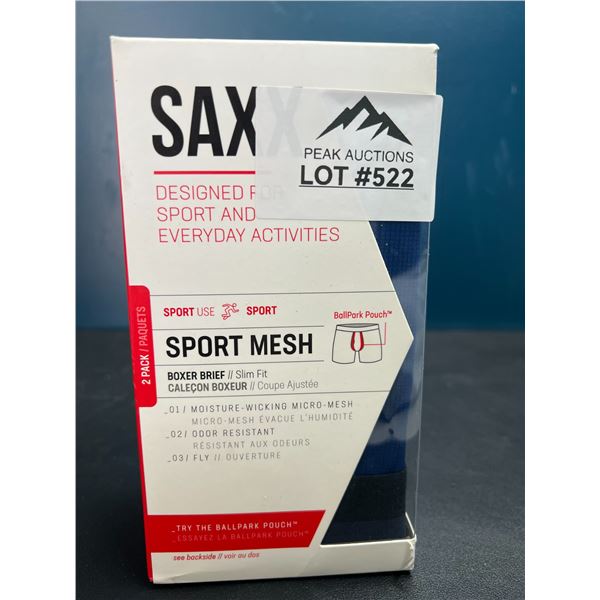 SAXX
PEAK AUCTIONS
LOT #522
DESIGNED FOR
SPORT AND
EVERYDAY ACTIVITIES
2 PACK / PAQUETS
SPORT USE SPORT
BallPark Pouch™
SPORT MESH
BOXER BRIEF // Slim Fit
CALEÇON BOXEUR // Coupe Ajustée
_01/ MOISTURE-WICKING MICRO-MESH
MICRO-MESH ÉVACUE L'HUMIDITÉ
_02/ ODOR RESISTANT
RÉSISTANT AUX ODEURS
_03/ FLY // OUVERTURE
_TRY THE BALLPARK POUCH™
_ESSAYEZ LA BALLPARK POUCH™
see backside // voir au dos